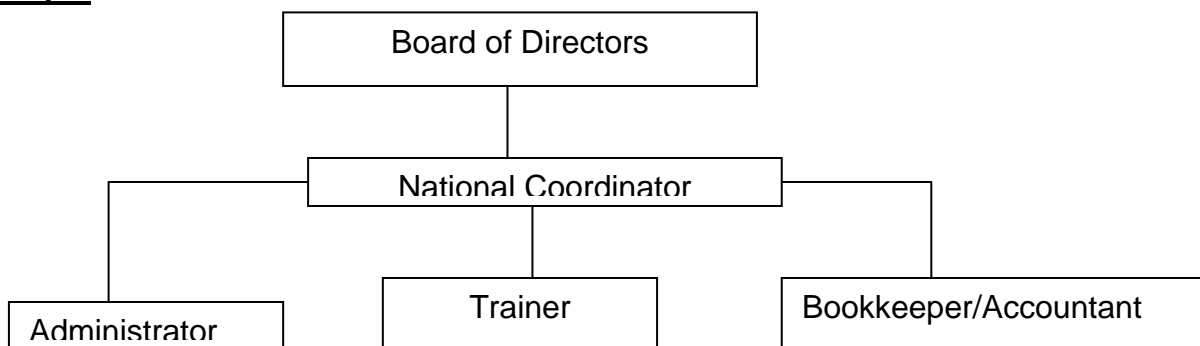 Board of Directors
National Coordinator
Administrator
Trainer
Bookkeeper/Accountant